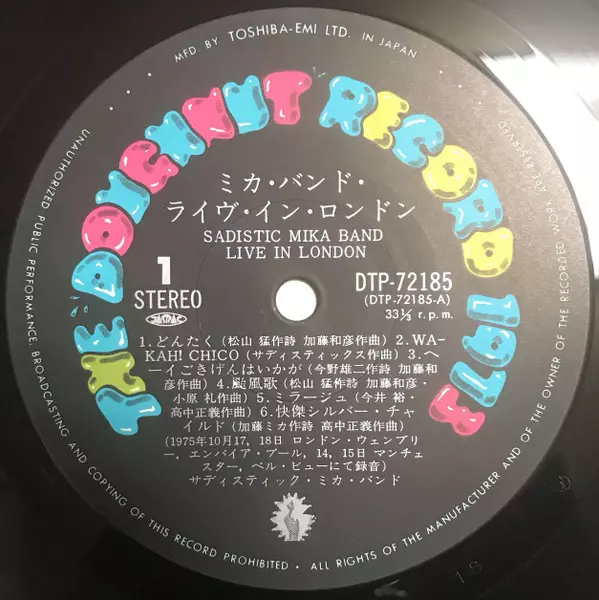 MFD. BY TOSHIBA-EMI LTD. IN JAPAN
THE DOUGHNUT RECORD LTD
ミカ・バンド・
ライヴ・イン・ロンドン
SADISTIC MIKA BAND
LIVE IN LONDON
1
STEREO
JASRAC
DTP-72185
(DTP-72185-A)
33⅓ r.p.m.
1.どんたく (松山 猛作詩 加藤和彦作曲) 2.WA-
KAH! CHICO (サディスティックス作曲) 3.ヘ
ーイごきげんはいかが (今野雄二作詩 加藤和
彦作曲) 4.颱風歌 (松山 猛作詩 加藤和彦・
小原 礼作曲) 5.ミラージュ (今井 裕・
高中正義作曲) 6.快傑シルバー・チャ
イルド (加藤ミカ作詩 高中正義作曲)
(1975年10月17, 18日 ロンドン・ウェンブリ
ー, エンパイア・プール, 14, 15日 マンチェ
スター, ベル・ビューにて録音)
サディスティック・ミカ・バンド
UNAUTHORIZED PUBLIC PERFORMANCE, BROADCASTING AND COPYING OF THIS RECORD PROHIBITED • ALL RIGHTS OF THE MANUFACTURER AND OF THE OWNER OF THE RECORDED WORK ARE RESERVED